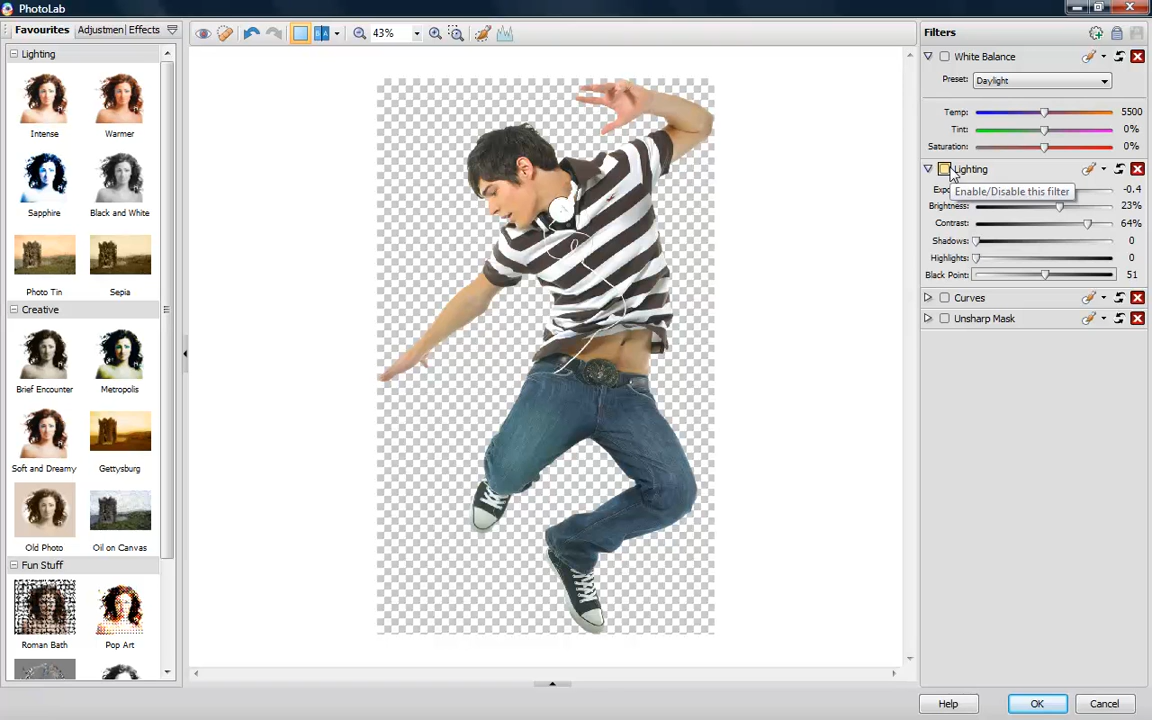 PhotoLab
Favourites Adjustmen Effects
43%
Filters
Lighting
Intense Warmer
Sapphire Black and White
Photo Tin Sepia
Creative
Brief Encounter Metropolis
Soft and Dreamy Gettysburg
Old Photo Oil on Canvas
Fun Stuff
Roman Bath Pop Art
White Balance
Preset: Daylight
Temp: 5500
Tint: 0%
Saturation: 0%
Lighting
Enable/Disable this filter
Expo -0.4
Brightness: 23%
Contrast: 64%
Shadows: 0
Highlights: 0
Black Point: 51
Curves
Unsharp Mask
Help OK Cancel